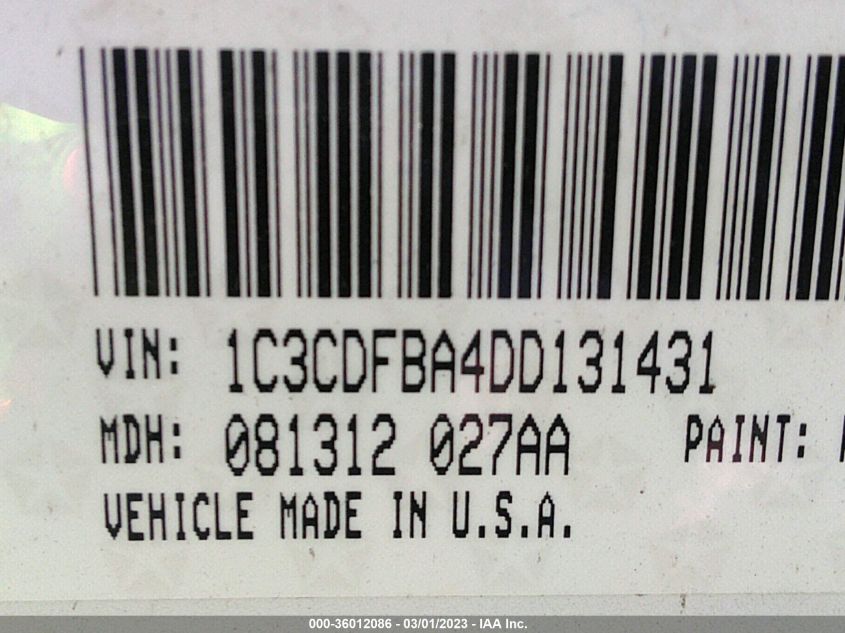 VIN: 1C3CDFBA4DD131431
MDH: 081312 027AA PAINT:
VEHICLE MADE IN U.S.A.
000-36012086 - 03/01/2023 - IAA Inc.